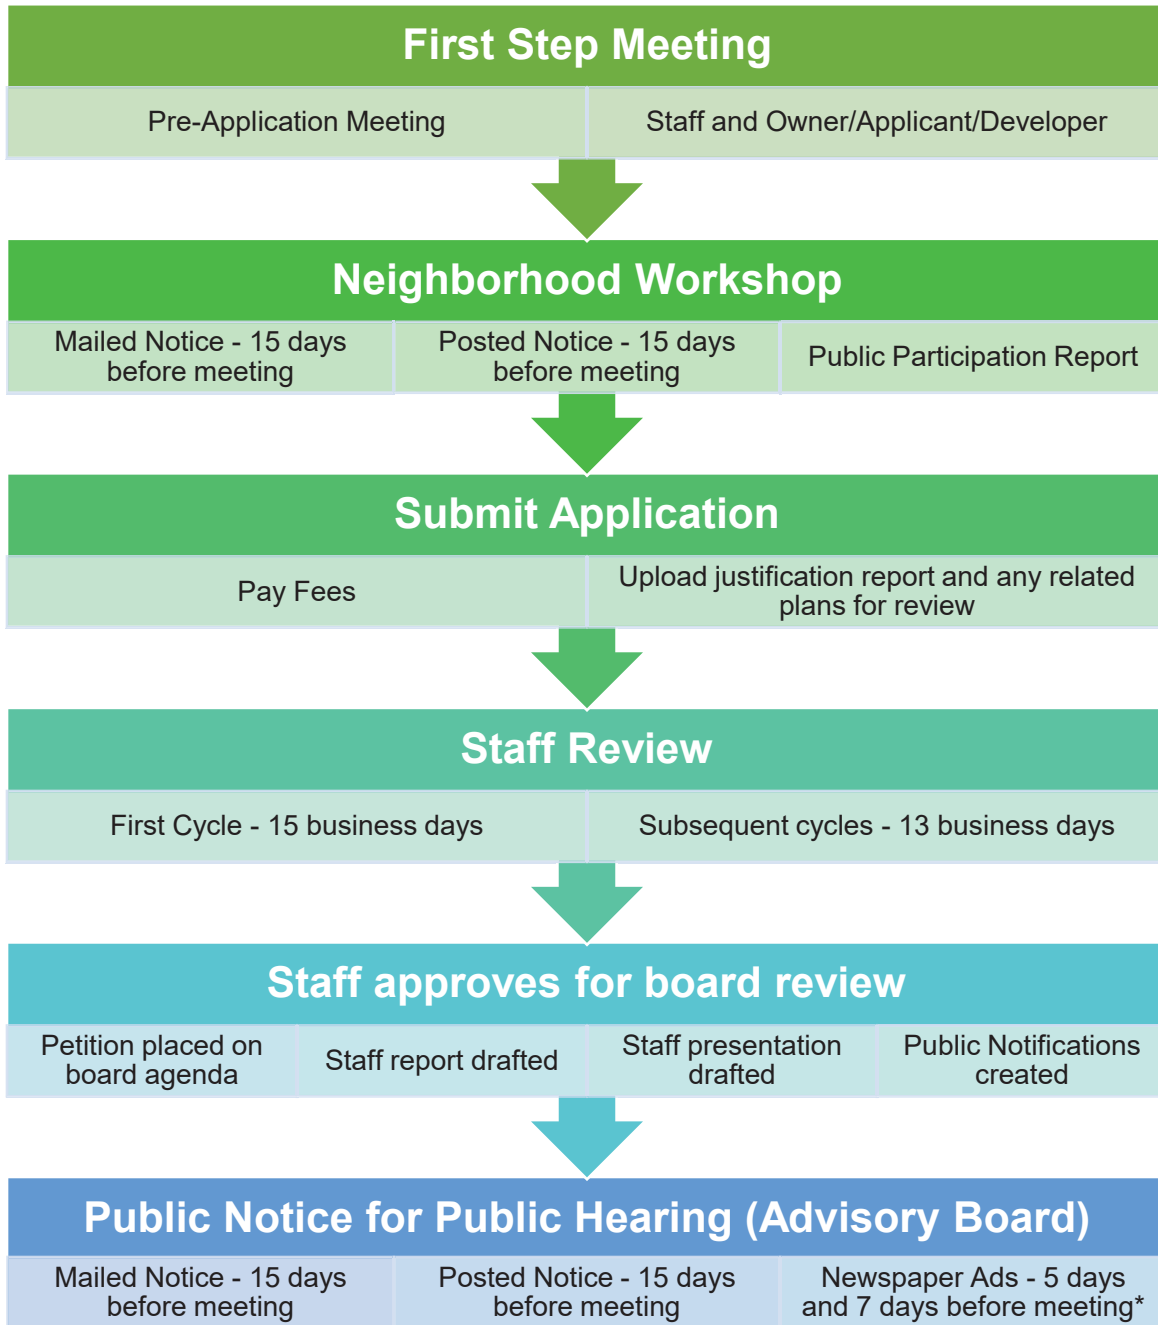 First Step Meeting
Pre-Application Meeting
Staff and Owner/Applicant/Developer
Neighborhood Workshop
Mailed Notice - 15 days
before meeting
Posted Notice - 15 days
before meeting
Public Participation Report
Submit Application
Pay Fees
Upload justification report and any related
plans for review
Staff Review
First Cycle - 15 business days
Subsequent cycles - 13 business days
Staff approves for board review
Petition placed on
board agenda
Staff report drafted
Staff presentation
drafted
Public Notifications
created
Public Notice for Public Hearing (Advisory Board)
Mailed Notice - 15 days
before meeting
Posted Notice - 15 days
before meeting
Newspaper Ads - 5 days
and 7 days before meeting*